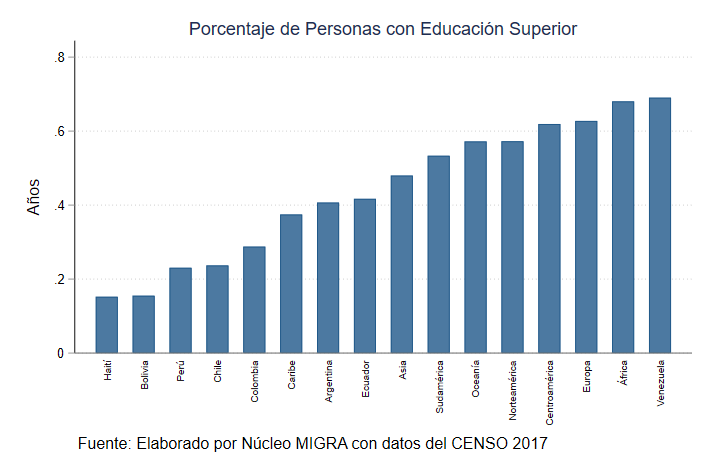 Porcentaje de Personas con Educación Superior
.8
.6
.4
.2
0
Años
Haití
Bolivia
Perú
Chile
Colombia
Caribe
Argentina
Ecuador
Asia
Sudamérica
Oceanía
Norteamérica
Centroamérica
Europa
África
Venezuela
Fuente: Elaborado por Núcleo MIGRA con datos del CENSO 2017